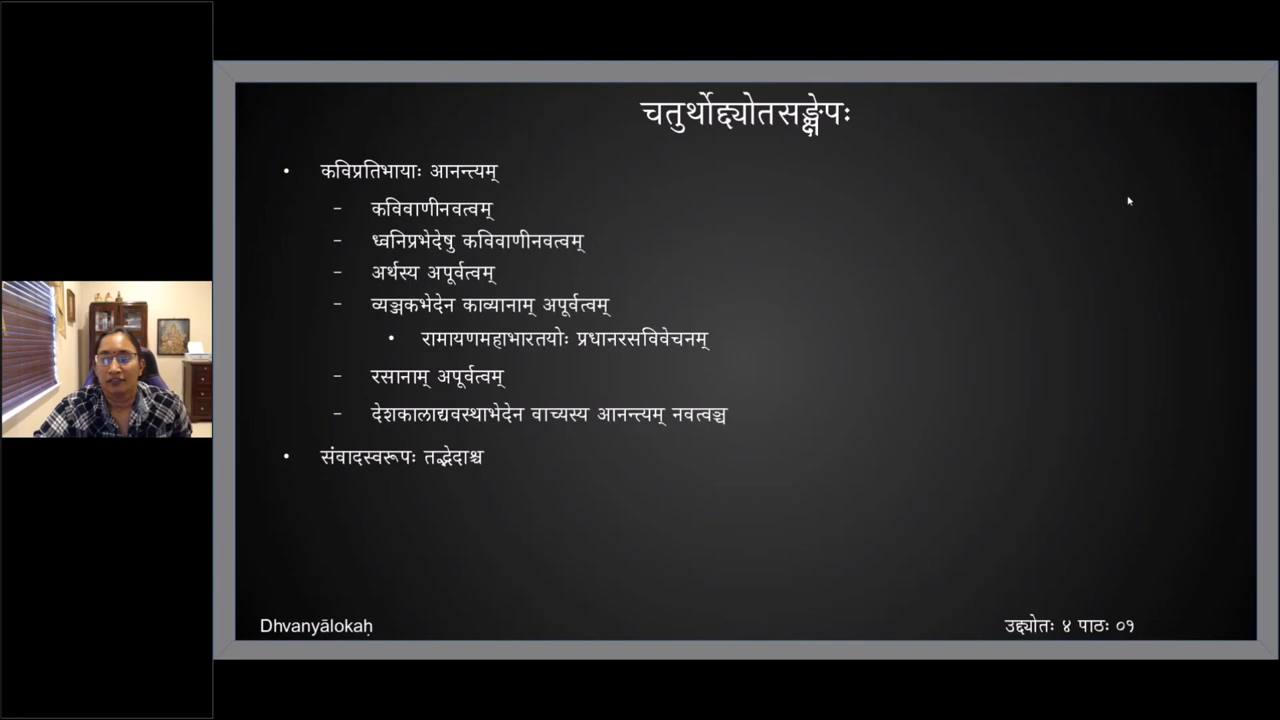 चतुर्थोद्द्योतसङ्क्षेपः
• कविप्रतिभायाः आनन्त्यम्
– कविवाणीनवत्वम्
– ध्वनिप्रभेदेषु कविवाणीनवत्वम्
– अर्थस्य अपूर्वत्वम्
– व्यञ्जकभेदेन काव्यानाम् अपूर्वत्वम्
• रामायणमहाभारतयोः प्रधानरसविवेचनम्
– रसानाम् अपूर्वत्वम्
– देशकालाद्यवस्थाभेदेन वाच्यस्य आनन्त्यम् नवत्वञ्च
• संवादस्वरूपः तद्भेदाश्च
Dhvanyālokaḥ
उद्द्योतः ४ पाठः ०१